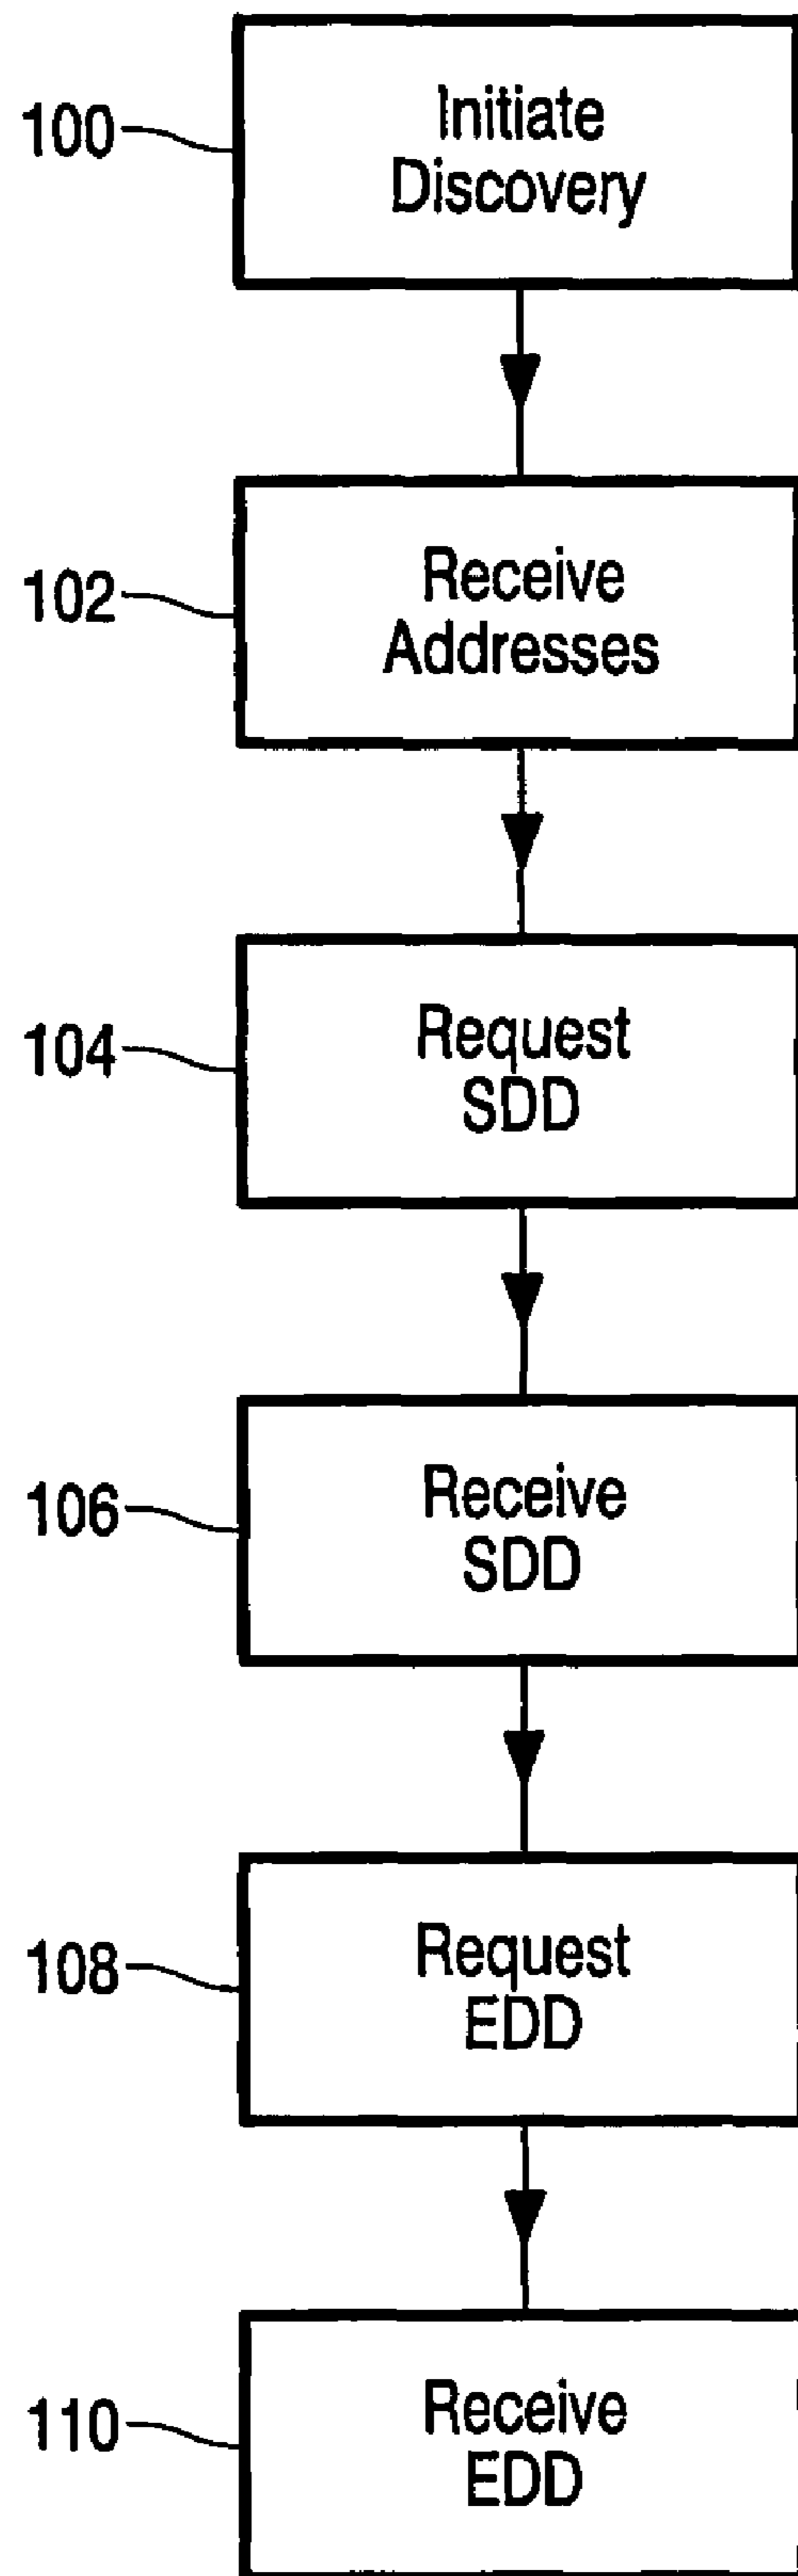 100
Initiate
Discovery
102
Receive
Addresses
104
Request
SDD
106
Receive
SDD
108
Request
EDD
110
Receive
EDD